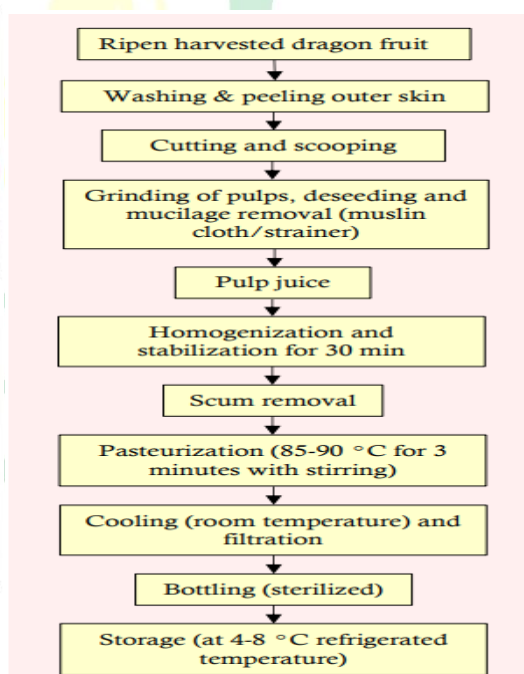 Ripen harvested dragon fruit
Washing & peeling outer skin
Cutting and scooping
Grinding of pulps, deseeding and
mucilage removal (muslin
cloth/strainer)
Pulp juice
Homogenization and
stabilization for 30 min
Scum removal
Pasteurization (85-90 °C for 3
minutes with stirring)
Cooling (room temperature) and
filtration
Bottling (sterilized)
Storage (at 4-8 °C refrigerated
temperature)